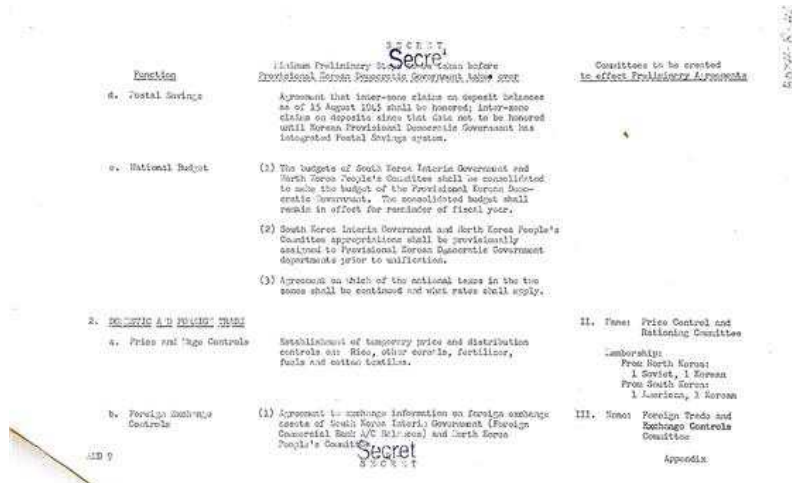 SECRET
Secret
Function
Minimum Preliminary Steps to be taken before
Provisional Korean Democratic Government takes over
Committees to be created
to effect Preliminary Agreements
d. Postal Savings
Agreement that inter-zone claims on deposit balances
as of 15 August 1945 shall be honored; inter-zone
claims on deposits since that date not to be honored
until Korean Provisional Democratic Government has
integrated Postal Savings system.
e. National Budget
(1) The budgets of South Korea Interim Government and
North Korea People's Committee shall be consolidated
to make the budget of the Provisional Korean Demo-
cratic Government. The consolidated budget shall
remain in effect for remainder of fiscal year.
(2) South Korea Interim Government and North Korea People's
Committee appropriations shall be provisionally
assigned to Provisional Korean Democratic Government
departments prior to unification.
(3) Agreement on which of the national taxes in the two
zones shall be continued and what rates shall apply.
2. DOMESTIC AND FOREIGN TRADE
a. Price and Wage Controls
Establishment of temporary price and distribution
controls on: Rice, other cereals, fertilizer,
fuels and cotton textiles.
II. Name: Price Control and
Rationing Committee
Membership:
From North Korea:
1 Soviet, 1 Korean
From South Korea:
1 American, 1 Korean
b. Foreign Exchange
Controls
(1) Agreement to exchange information on foreign exchange
assets of South Korea Interim Government (Foreign
Commercial Bank A/C Balances) and North Korea
People's Committee.
III. Name: Foreign Trade and
Exchange Controls
Committee
Secret
SECRET
Appendix